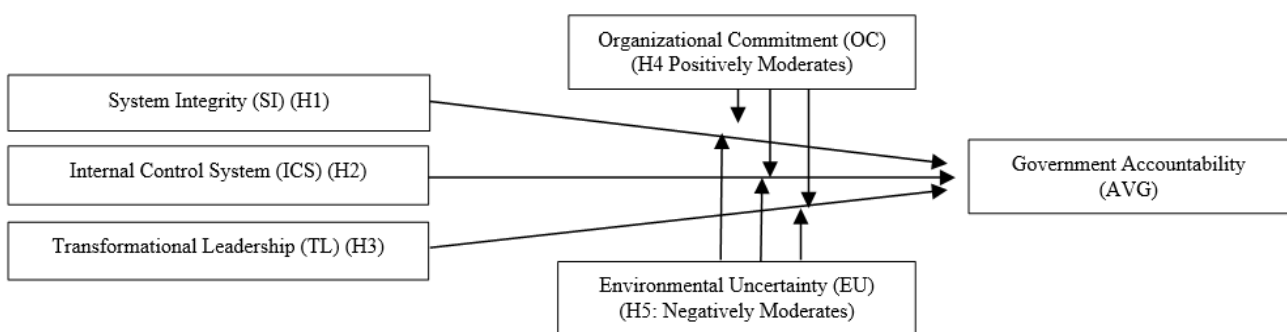 Organizational Commitment (OC)
(H4 Positively Moderates)
System Integrity (SI) (H1)
Internal Control System (ICS) (H2)
Government Accountability
(AVG)
Transformational Leadership (TL) (H3)
Environmental Uncertainty (EU)
(H5: Negatively Moderates)